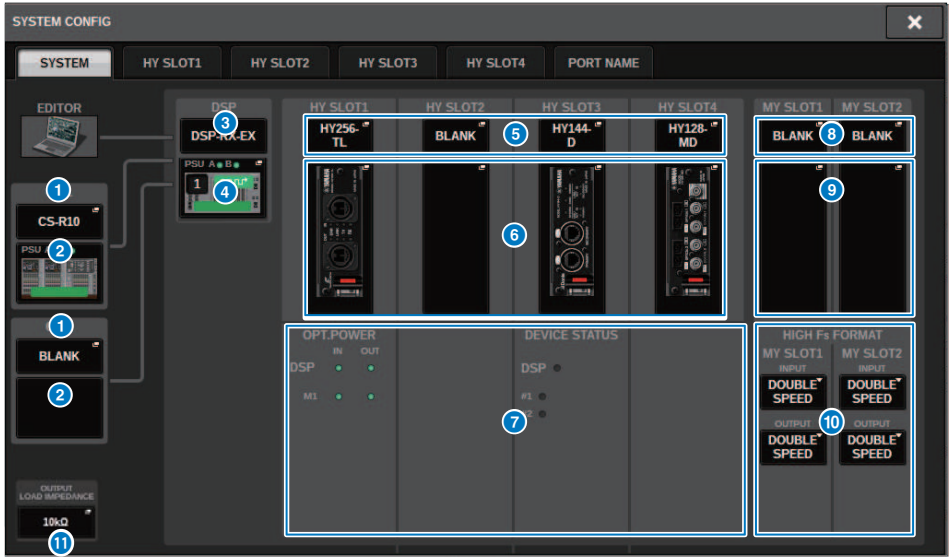 SYSTEM CONFIG
SYSTEM
HY SLOT1
HY SLOT2
HY SLOT3
HY SLOT4
PORT NAME
EDITOR
1
CS-R10
PSU
2
1
BLANK
2
OUTPUT
LOAD IMPEDANCE
10kΩ
11
DSP
3
DSP-RX-EX
PSU A B
1
4
HY SLOT1
HY SLOT2
HY SLOT3
HY SLOT4
HY256-
TL
BLANK
5
HY144-
D
HY128-
MD
6
OPT.POWER
IN
OUT
DSP
M1
DEVICE STATUS
DSP
#1
7
MY SLOT1
MY SLOT2
BLANK
8
BLANK
9
HIGH Fs FORMAT
MY SLOT1
MY SLOT2
INPUT
INPUT
DOUBLE
SPEED
DOUBLE
SPEED
OUTPUT
10
OUTPUT
DOUBLE
SPEED
DOUBLE
SPEED